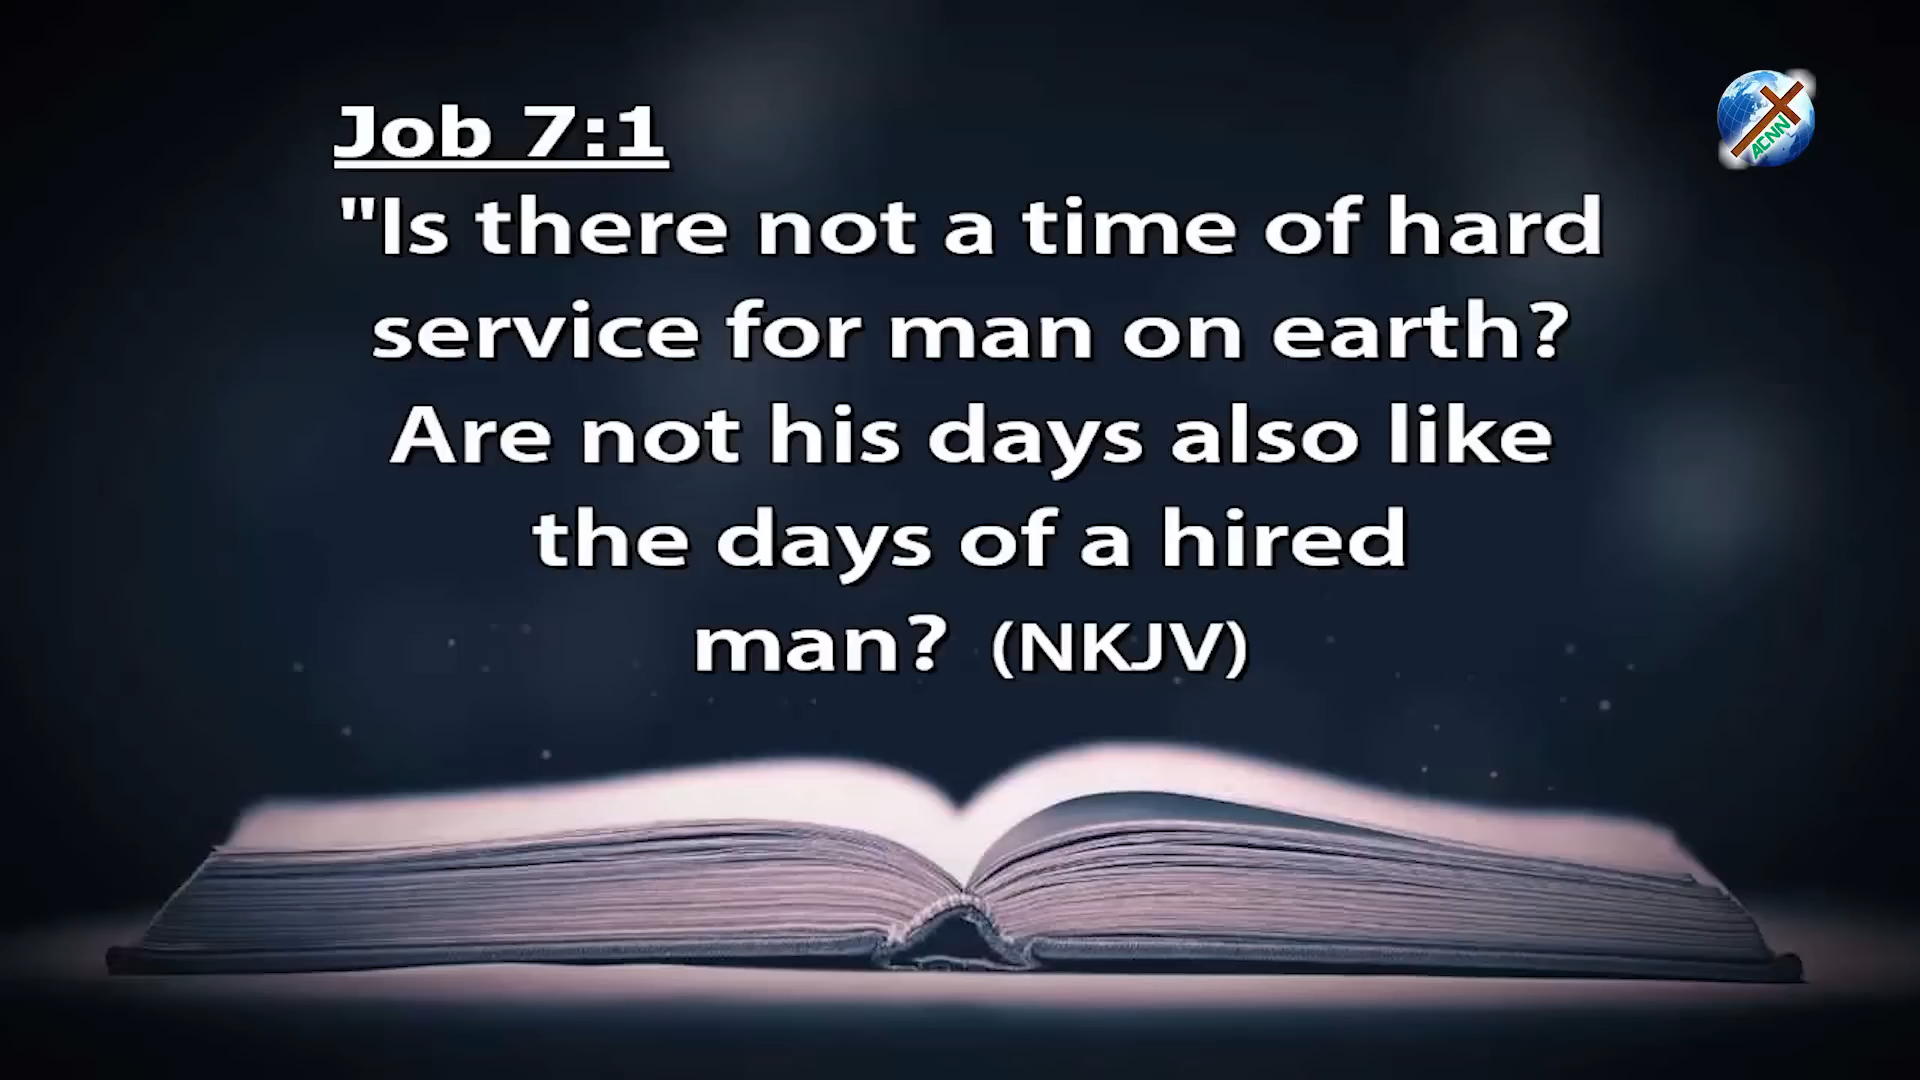 Job 7:1
"Is there not a time of hard
service for man on earth?
Are not his days also like
the days of a hired
man? (NKJV)
ACNN